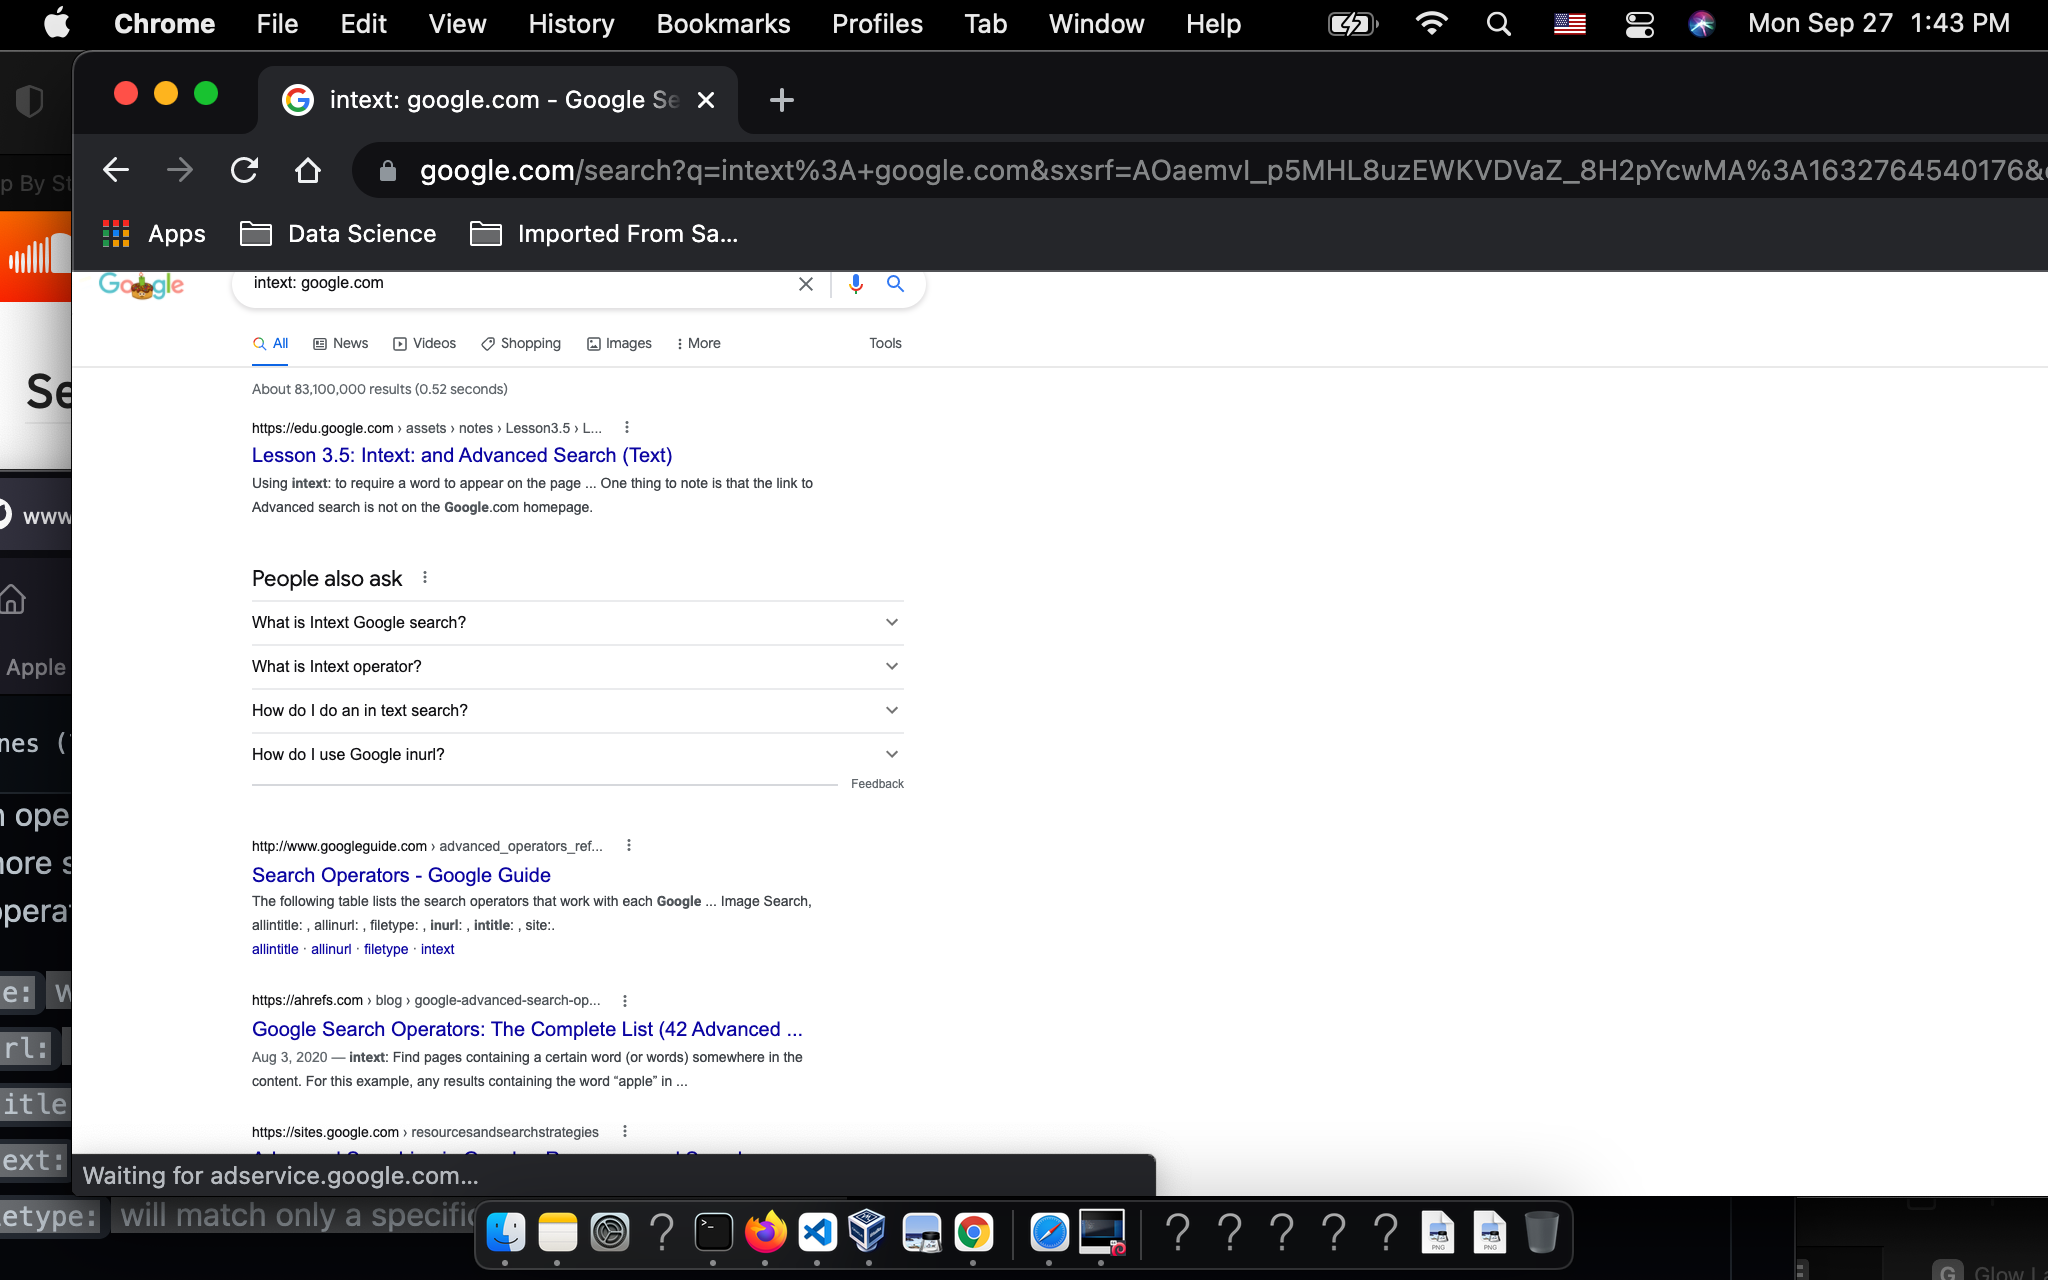 Chrome File Edit View History Bookmarks Profiles Tab Window Help Mon Sep 27 1:43 PM
intext: google.com - Google Se
google.com/search?q=intext%3A+google.com&sxsrf=AOaemvI_p5MHL8uzEWKVDVaZ_8H2pYcwMA%3A1632764540176&
p By St
Apps Data Science Imported From Sa...
Google
intext: google.com
All News Videos Shopping Images More Tools
Se
About 83,100,000 results (0.52 seconds)
https://edu.google.com › assets › notes › Lesson3.5 › L...
Lesson 3.5: Intext: and Advanced Search (Text)
Using intext: to require a word to appear on the page ... One thing to note is that the link to
Advanced search is not on the Google.com homepage.
www
People also ask
What is Intext Google search?
What is Intext operator?
Apple
How do I do an in text search?
nes (
How do I use Google inurl?
Feedback
n ope
http://www.googleguide.com › advanced_operators_ref...
ore s
Search Operators - Google Guide
The following table lists the search operators that work with each Google ... Image Search,
opera
allintitle: , allinurl: , filetype: , inurl: , intitle: , site:.
allintitle · allinurl · filetype · intext
e: W
https://ahrefs.com › blog › google-advanced-search-op...
Google Search Operators: The Complete List (42 Advanced ...
rl:
Aug 3, 2020 — intext: Find pages containing a certain word (or words) somewhere in the
content. For this example, any results containing the word “apple” in ...
itle
https://sites.google.com › resourcesandsearchstrategies
ext:
Waiting for adservice.google.com...
etype: will match only a specific
PNG PNG
G Glow La